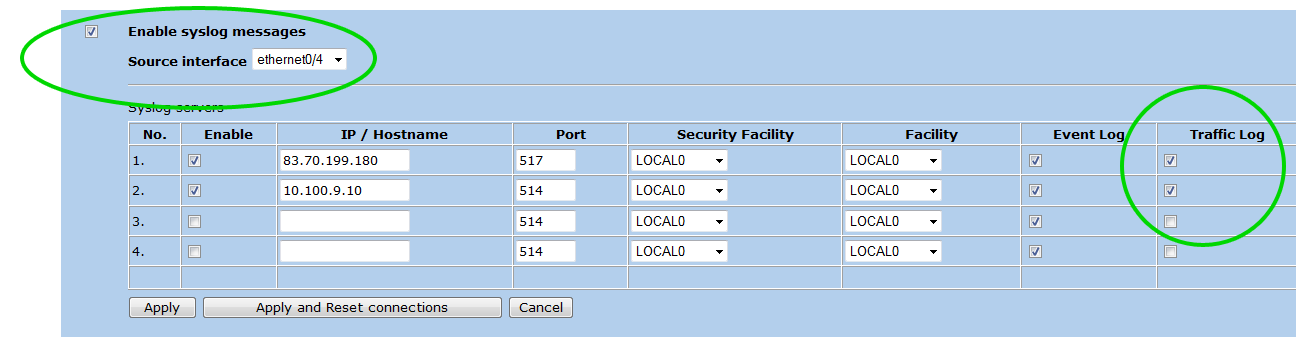 Enable syslog messages
Source interface ethernet0/4
Syslog servers
No. Enable IP / Hostname Port Security Facility Facility Event Log Traffic Log
1. 83.70.199.180 517 LOCAL0 LOCAL0
2. 10.100.9.10 514 LOCAL0 LOCAL0
3. 514 LOCAL0 LOCAL0
4. 514 LOCAL0 LOCAL0
Apply Apply and Reset connections Cancel